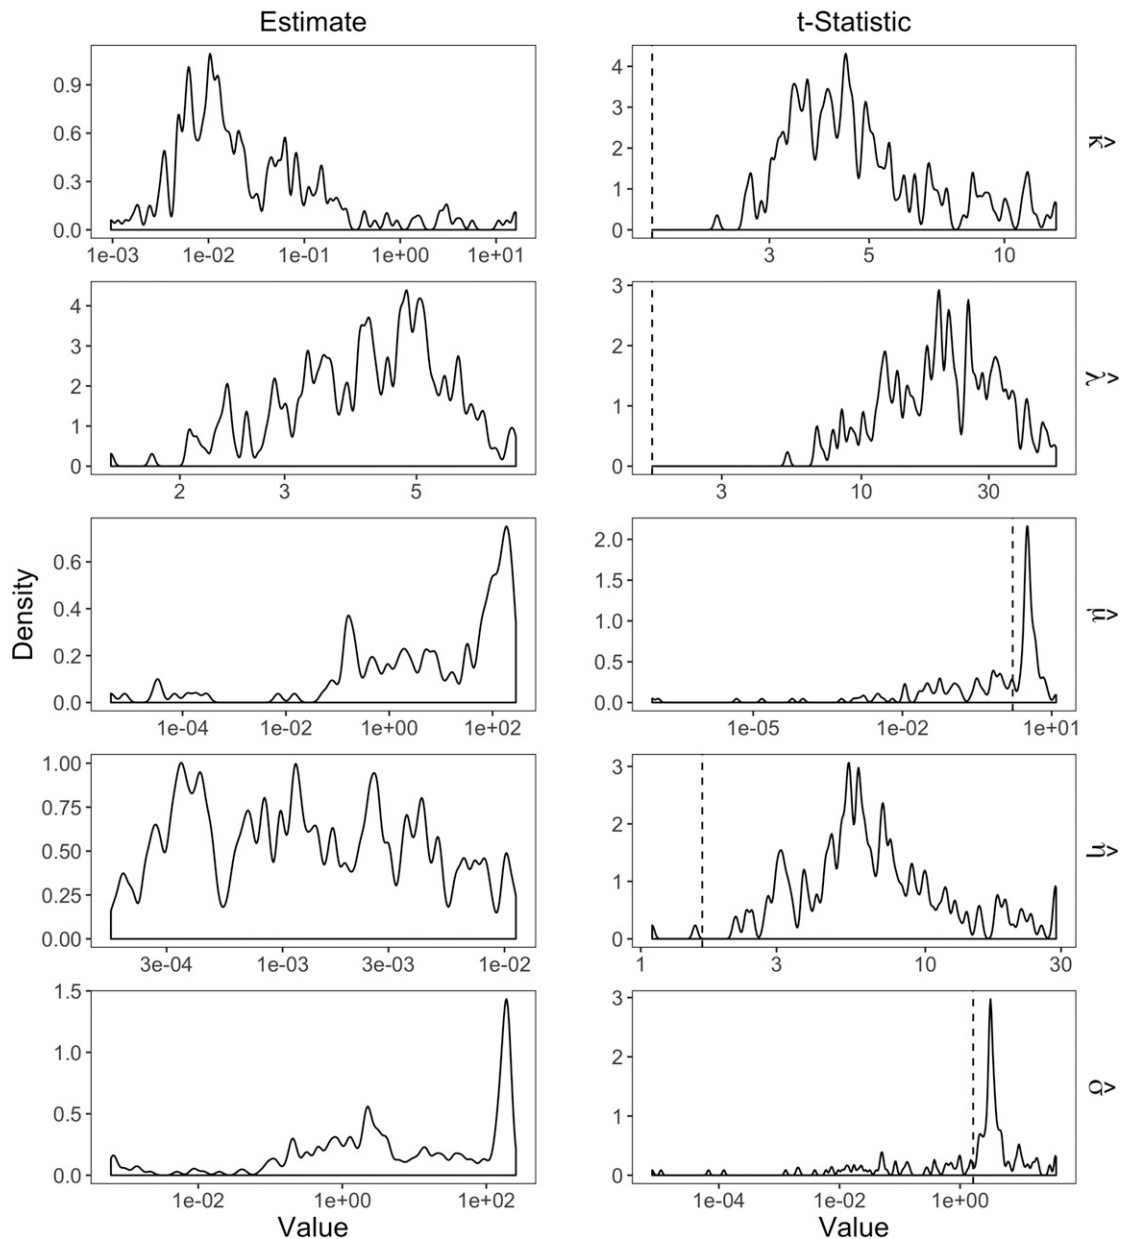 Estimate t-Statistic
0.9
0.6
0.3
0.0
1e-03 1e-02 1e-01 1e+00 1e+01
4
3
2
1
0
3 5 10
κ̂
4
3
2
1
0
2 3 5
3
2
1
0
3 10 30
λ̂
Density
0.6
0.4
0.2
0.0
1e-04 1e-02 1e+00 1e+02
2.0
1.5
1.0
0.5
0.0
1e-05 1e-02 1e+01
μ̂
1.00
0.75
0.50
0.25
0.00
3e-04 1e-03 3e-03 1e-02
3
2
1
0
1 3 10 30
η̂
1.5
1.0
0.5
0.0
1e-02 1e+00 1e+02
3
2
1
0
1e-04 1e-02 1e+00
σ̂
Value Value